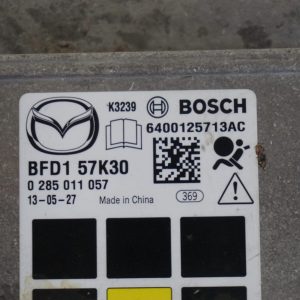 K3239 BOSCH
6400125713AC
BFD1 57K30
0 285 011 057
13-05-27 Made in China 369